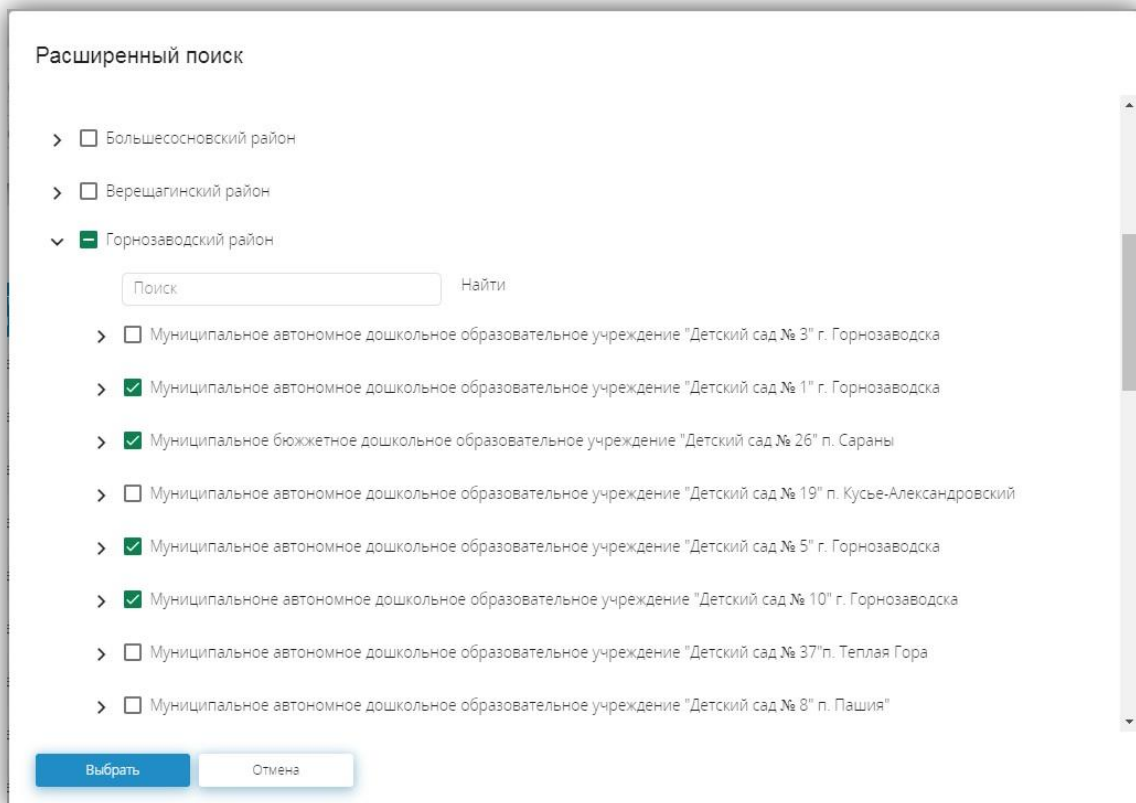 Расширенный поиск
Большесосновский район
Верещагинский район
Горнозаводский район
Поиск Найти
Муниципальное автономное дошкольное образовательное учреждение "Детский сад № 3" г. Горнозаводска
Муниципальное автономное дошкольное образовательное учреждение "Детский сад № 1" г. Горнозаводска
Муниципальное бюжжетное дошкольное образовательное учреждение "Детский сад № 26" п. Сараны
Муниципальное автономное дошкольное образовательное учреждение "Детский сад № 19" п. Кусье-Александровский
Муниципальное автономное дошкольное образовательное учреждение "Детский сад № 5" г. Горнозаводска
Муниципальноне автономное дошкольное образовательное учреждение "Детский сад № 10" г. Горнозаводска
Муниципальное автономное дошкольное образовательное учреждение "Детский сад № 37"п. Теплая Гора
Муниципальное автономное дошкольное образовательное учреждение "Детский сад № 8" п. Пашия"
Выбрать Отмена